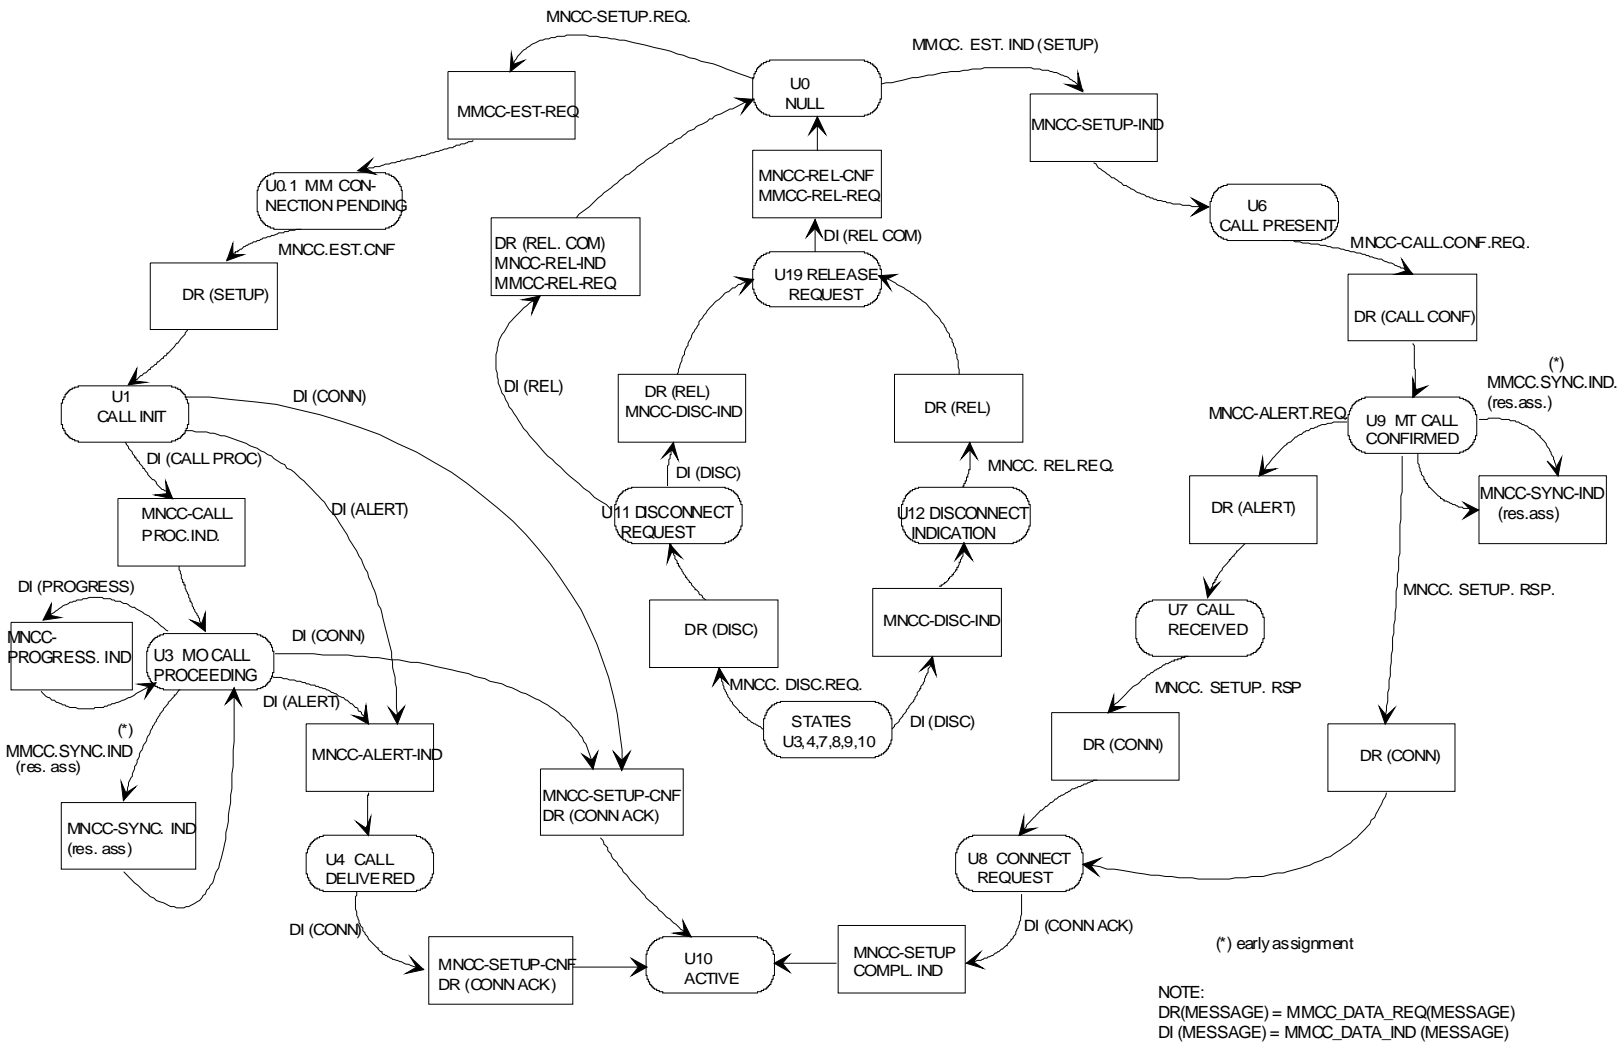 MNCC-SETUP.REQ.
MMCC. EST. IND (SETUP)
U0
NULL
MMCC-EST-REQ
MNCC-SETUP-IND
MNCC-REL-CNF
MMCC-REL-REQ
U0.1 MM CON-
NECTION PENDING
U6
CALL PRESENT
MNCC.EST.CNF
DR (REL. COM)
MNCC-REL-IND
MMCC-REL-REQ
DI (REL COM)
MNCC-CALL.CONF.REQ.
U19 RELEASE
REQUEST
DR (SETUP)
DR (CALL CONF)
(*)
MMCC.SYNC.IND.
(res.ass.)
U1
CALL INIT
DI (CONN)
DI (REL)
DR (REL)
MNCC-DISC-IND
DR (REL)
MNCC-ALERT.REQ.
U9 MT CALL
CONFIRMED
DI (CALL PROC)
DI (DISC)
MNCC. REL.REQ.
DI (ALERT)
MNCC-CALL
PROC.IND.
U11 DISCONNECT
REQUEST
U12 DISCONNECT
INDICATION
DR (ALERT)
MNCC-SYNC-IND
(res.ass)
DI (PROGRESS)
MNCC. SETUP. RSP.
MNCC-
PROGRESS. IND
DI (CONN)
DR (DISC)
MNCC-DISC-IND
U7 CALL
RECEIVED
U3 MO CALL
PROCEEDING
DI (ALERT)
MNCC. DISC.REQ.
MNCC. SETUP. RSP
(*)
MMCC.SYNC.IND
(res. ass)
STATES
U3,4,7,8,9,10
DI (DISC)
MNCC-ALERT-IND
DR (CONN)
DR (CONN)
MNCC-SETUP-CNF
DR (CONN ACK)
MNCC-SYNC. IND
(res. ass)
U4 CALL
DELIVERED
U8 CONNECT
REQUEST
DI (CONN)
DI (CONN ACK)
(*) early assignment
MNCC-SETUP-CNF
DR (CONN ACK)
U10
ACTIVE
MNCC-SETUP
COMPL. IND
NOTE:
DR(MESSAGE) = MMCC_DATA_REQ(MESSAGE)
DI (MESSAGE) = MMCC_DATA_IND (MESSAGE)